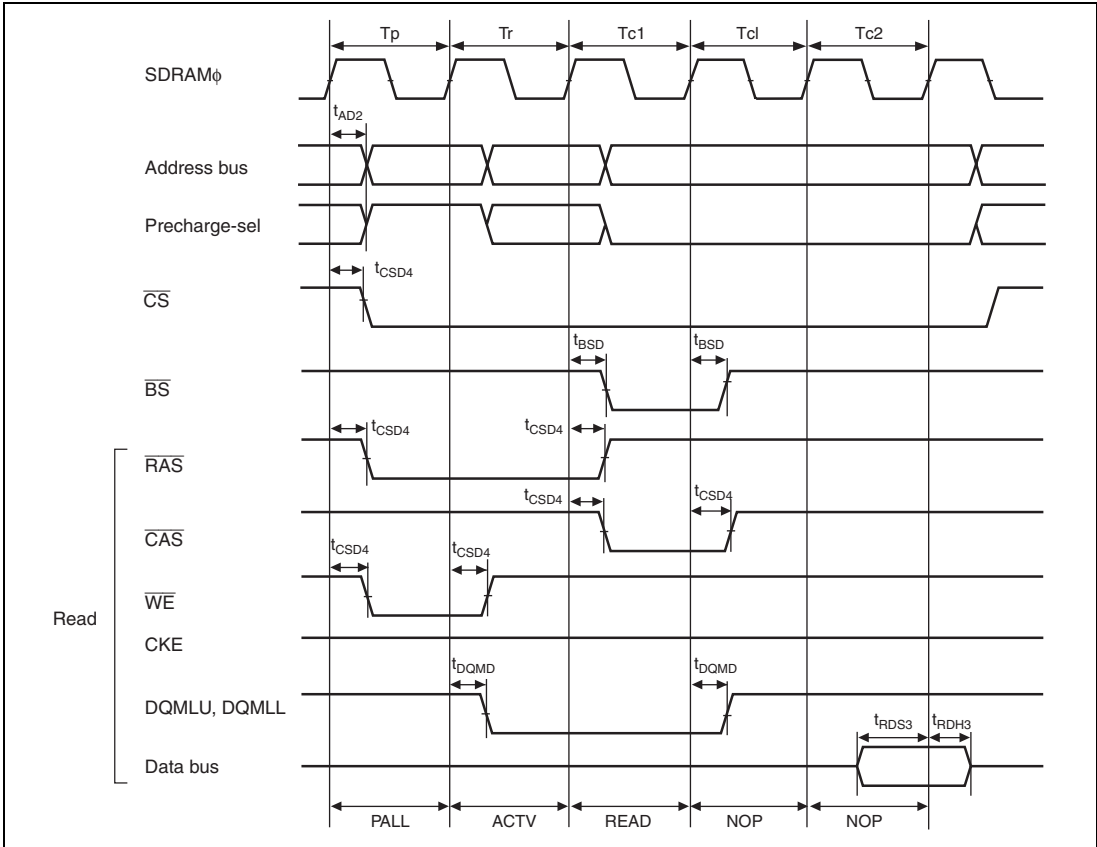 Tp Tr Tc1 Tcl Tc2
SDRAMϕ
tAD2
Address bus
Precharge-sel
tCSD4
CS
tBSD tBSD
BS
tCSD4 tCSD4
RAS
tCSD4 tCSD4
CAS
tCSD4 tCSD4
WE
Read
CKE
tDQMD tDQMD
DQMLU, DQMLL
tRDS3 tRDH3
Data bus
PALL ACTV READ NOP NOP